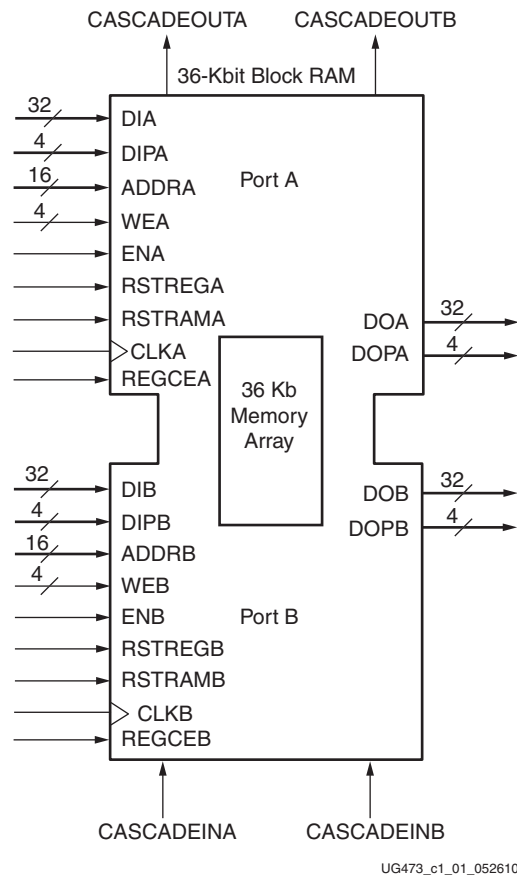 CASCADEOUTA CASCADEOUTB
36-Kbit Block RAM
32 DIA
4 DIPA
16 ADDRA
Port A
4 WEA
ENA
RSTREGA
RSTRAMA
DOA 32
CLKA
DOPA 4
REGCEA
36 Kb
Memory
Array
32 DIB
DOB 32
4 DIPB
DOPB 4
16 ADDRB
4 WEB
ENB
Port B
RSTREGB
RSTRAMB
CLKB
REGCEB
CASCADEINA CASCADEINB
UG473_c1_01_052610